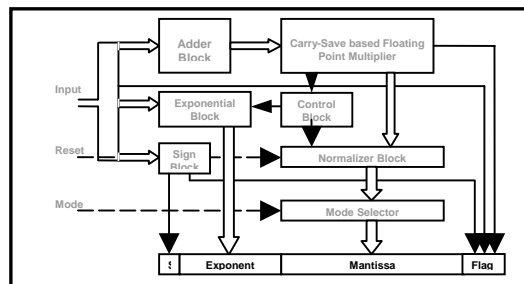 Adder
Block
Carry-Save based Floating
Point Multiplier
Input
Exponential
Block
Control
Block
Reset
Sign
Block
Normalizer Block
Mode
Mode Selector
Exponent
Mantissa
Flag